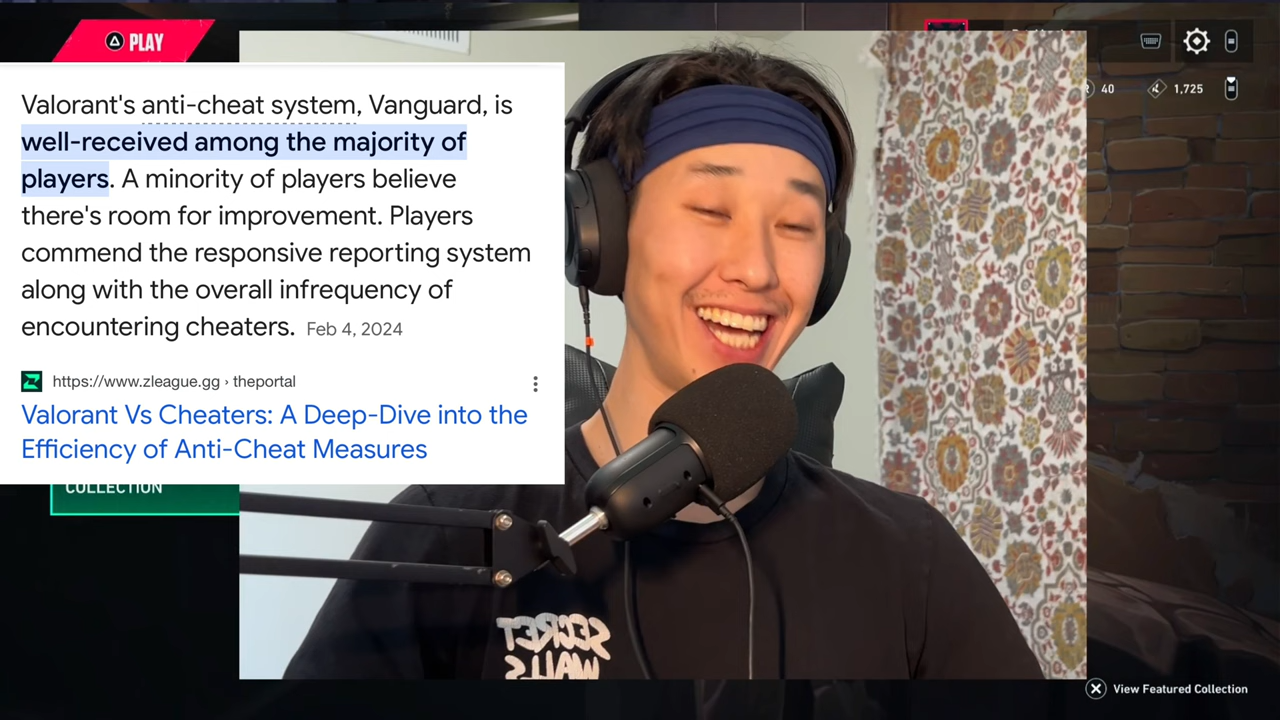 PLAY
40
1,725
Valorant's anti-cheat system, Vanguard, is
well-received among the majority of
players. A minority of players believe
there's room for improvement. Players
commend the responsive reporting system
along with the overall infrequency of
encountering cheaters. Feb 4, 2024
https://www.zleague.gg › theportal
Valorant Vs Cheaters: A Deep-Dive into the
Efficiency of Anti-Cheat Measures
COLLECTION
SECRET
WALLS
View Featured Collection